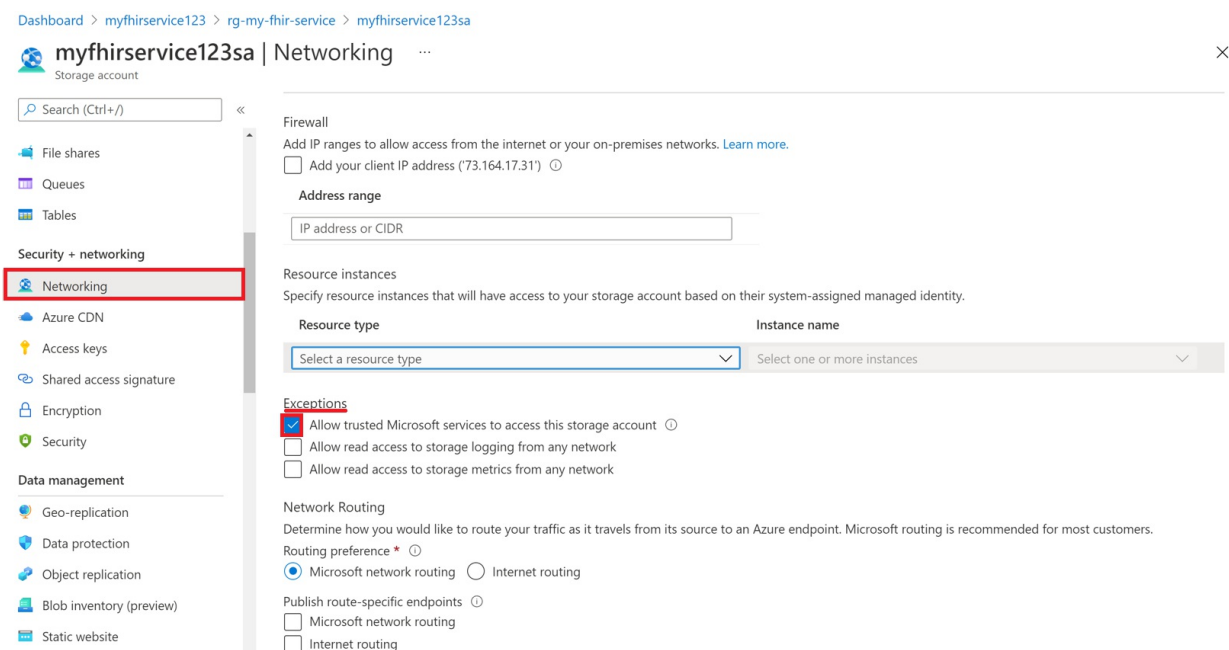 Dashboard > myfhirservice123 > rg-my-fhir-service > myfhirservice123sa
myfhirservice123sa | Networking ...
Storage account
Search (Ctrl+/)
«
File shares
Queues
Tables
Security + networking
Networking
Azure CDN
Access keys
Shared access signature
Encryption
Security
Data management
Geo-replication
Data protection
Object replication
Blob inventory (preview)
Static website
Firewall
Add IP ranges to allow access from the internet or your on-premises networks. Learn more.
Add your client IP address ('73.164.17.31')
Address range
IP address or CIDR
Resource instances
Specify resource instances that will have access to your storage account based on their system-assigned managed identity.
Resource type Instance name
Select a resource type Select one or more instances
Exceptions
Allow trusted Microsoft services to access this storage account
Allow read access to storage logging from any network
Allow read access to storage metrics from any network
Network Routing
Determine how you would like to route your traffic as it travels from its source to an Azure endpoint. Microsoft routing is recommended for most customers.
Routing preference *
Microsoft network routing Internet routing
Publish route-specific endpoints
Microsoft network routing
Internet routing